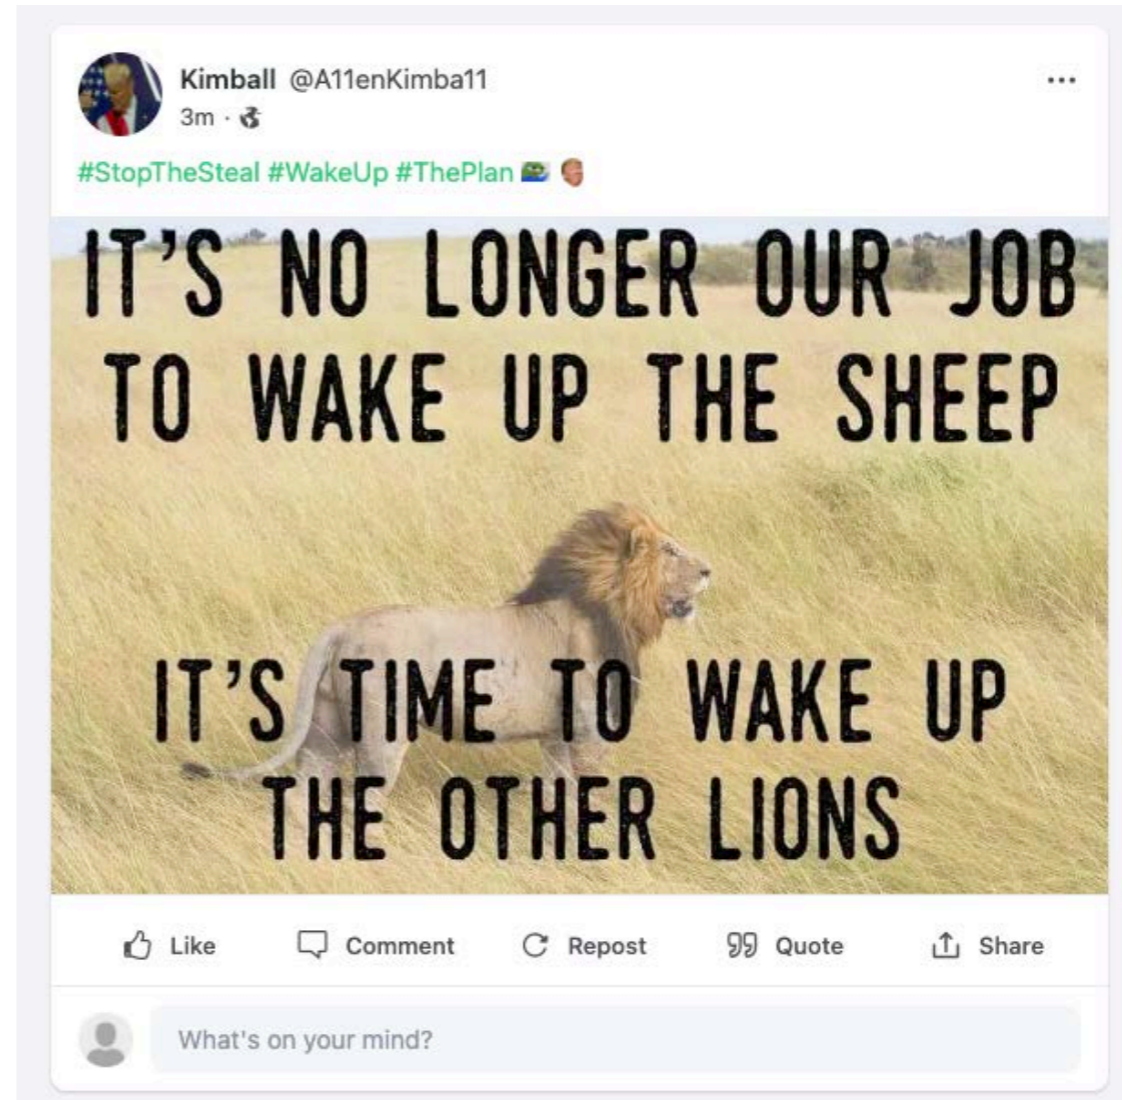 Kimball @A11enKimba11
3m ·
#StopTheSteal #WakeUp #ThePlan
IT'S NO LONGER OUR JOB
TO WAKE UP THE SHEEP
IT'S TIME TO WAKE UP
THE OTHER LIONS
Like Comment Repost Quote Share
What's on your mind?